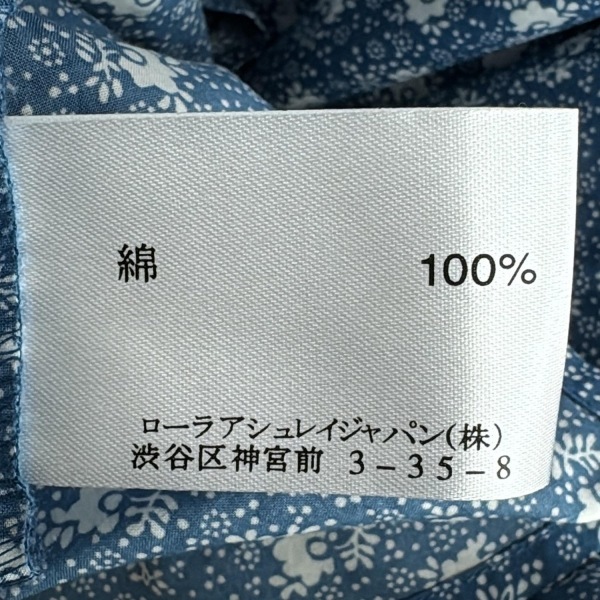 綿 100%
ローラアシュレイジャパン(株)
渋谷区神宮前 3-35-8